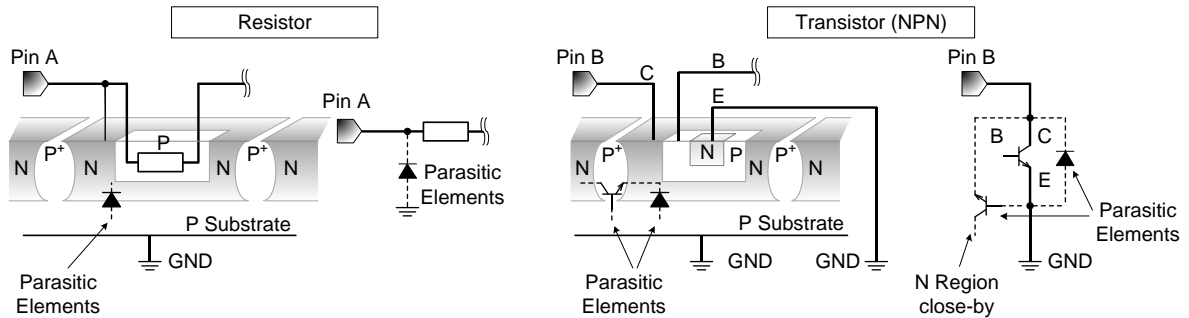 Resistor
Transistor (NPN)
Pin A
Pin A
N
P+
N
P
P+
N
P Substrate
Parasitic
Elements
GND
Parasitic
Elements
Pin B
C
B
E
N
P+
N
N
P
P+
N
P Substrate
Parasitic
Elements
GND
GND
Pin B
B
C
E
Parasitic
Elements
N Region
close-by
GND